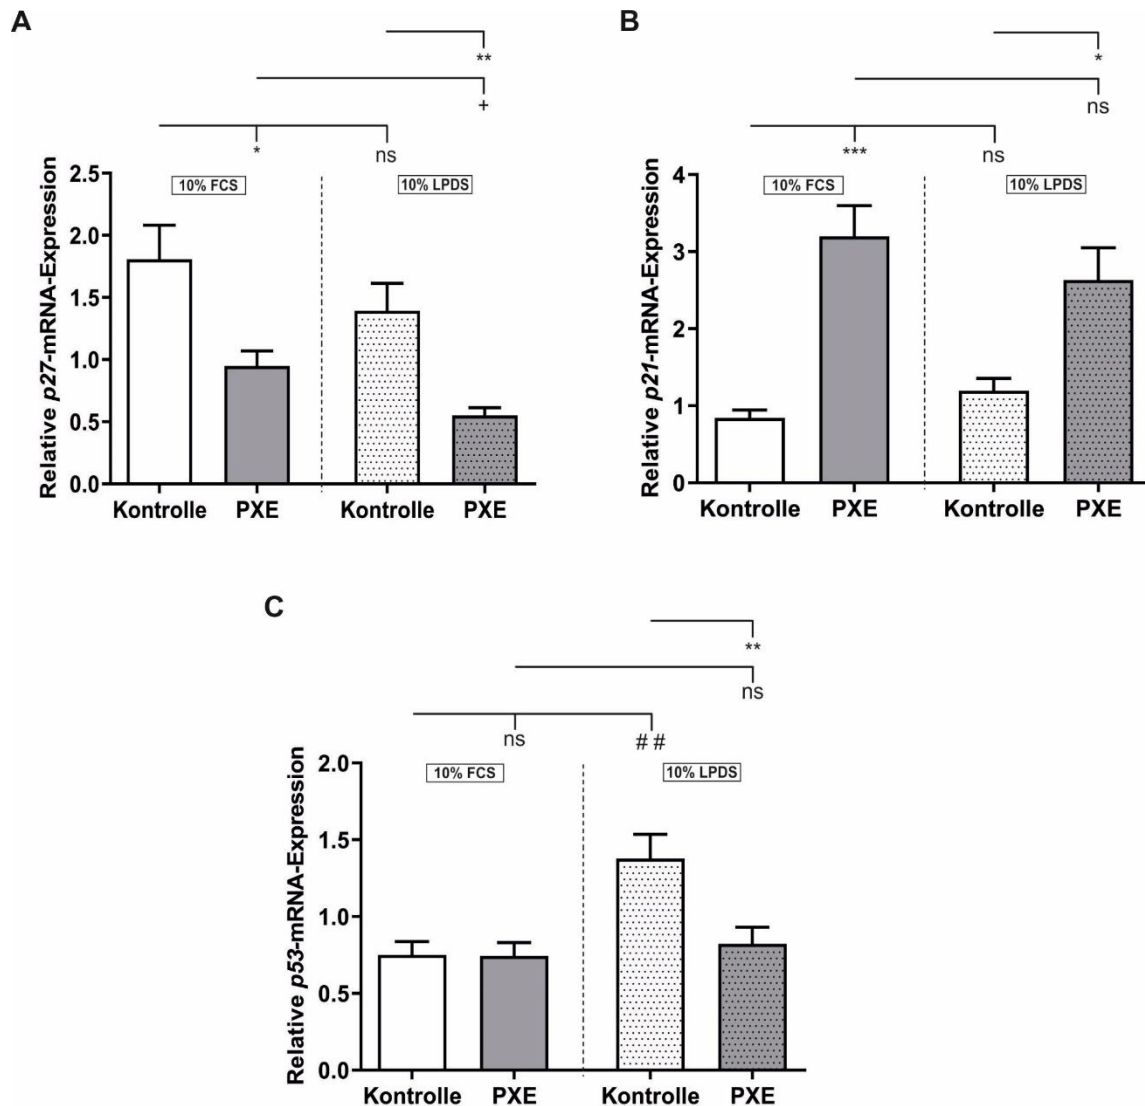 A
**
+
*
ns
Relative p27-mRNA-Expression
2.5
2.0
1.5
1.0
0.5
0.0
10% FCS
10% LPDS
Kontrolle
PXE
Kontrolle
PXE
B
*
ns
***
ns
Relative p21-mRNA-Expression
4
3
2
1
0
10% FCS
10% LPDS
Kontrolle
PXE
Kontrolle
PXE
C
**
ns
ns
# #
Relative p53-mRNA-Expression
2.0
1.5
1.0
0.5
0.0
10% FCS
10% LPDS
Kontrolle
PXE
Kontrolle
PXE